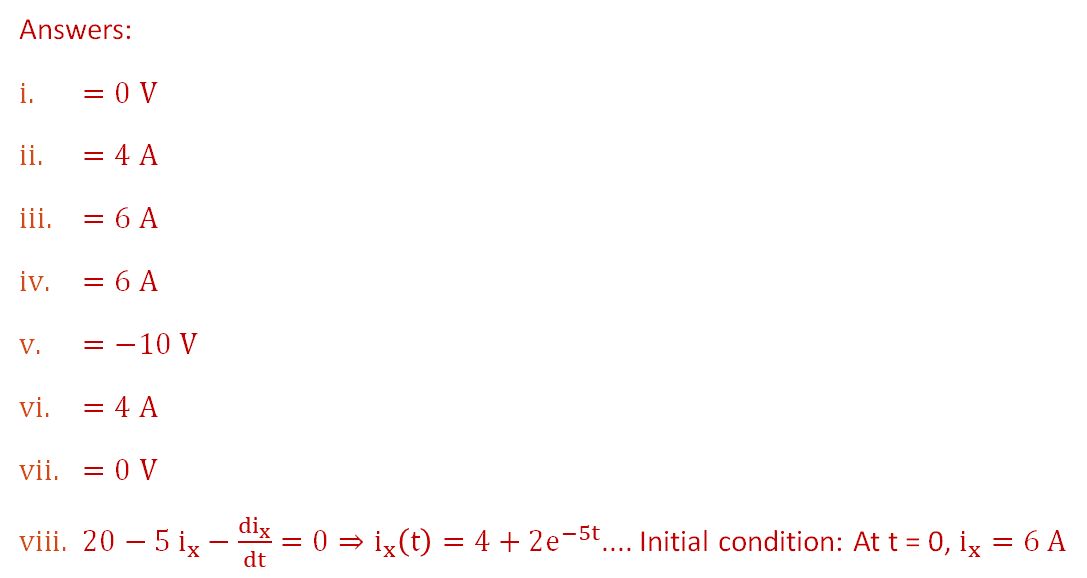 Answers:
i. = 0 V
ii. = 4 A
iii. = 6 A
iv. = 6 A
v. = −10 V
vi. = 4 A
vii. = 0 V
viii. 20 − 5 iₓ − diₓ/dt = 0 ⇒ iₓ(t) = 4 + 2e⁻⁵ᵗ.... Initial condition: At t = 0, iₓ = 6 A